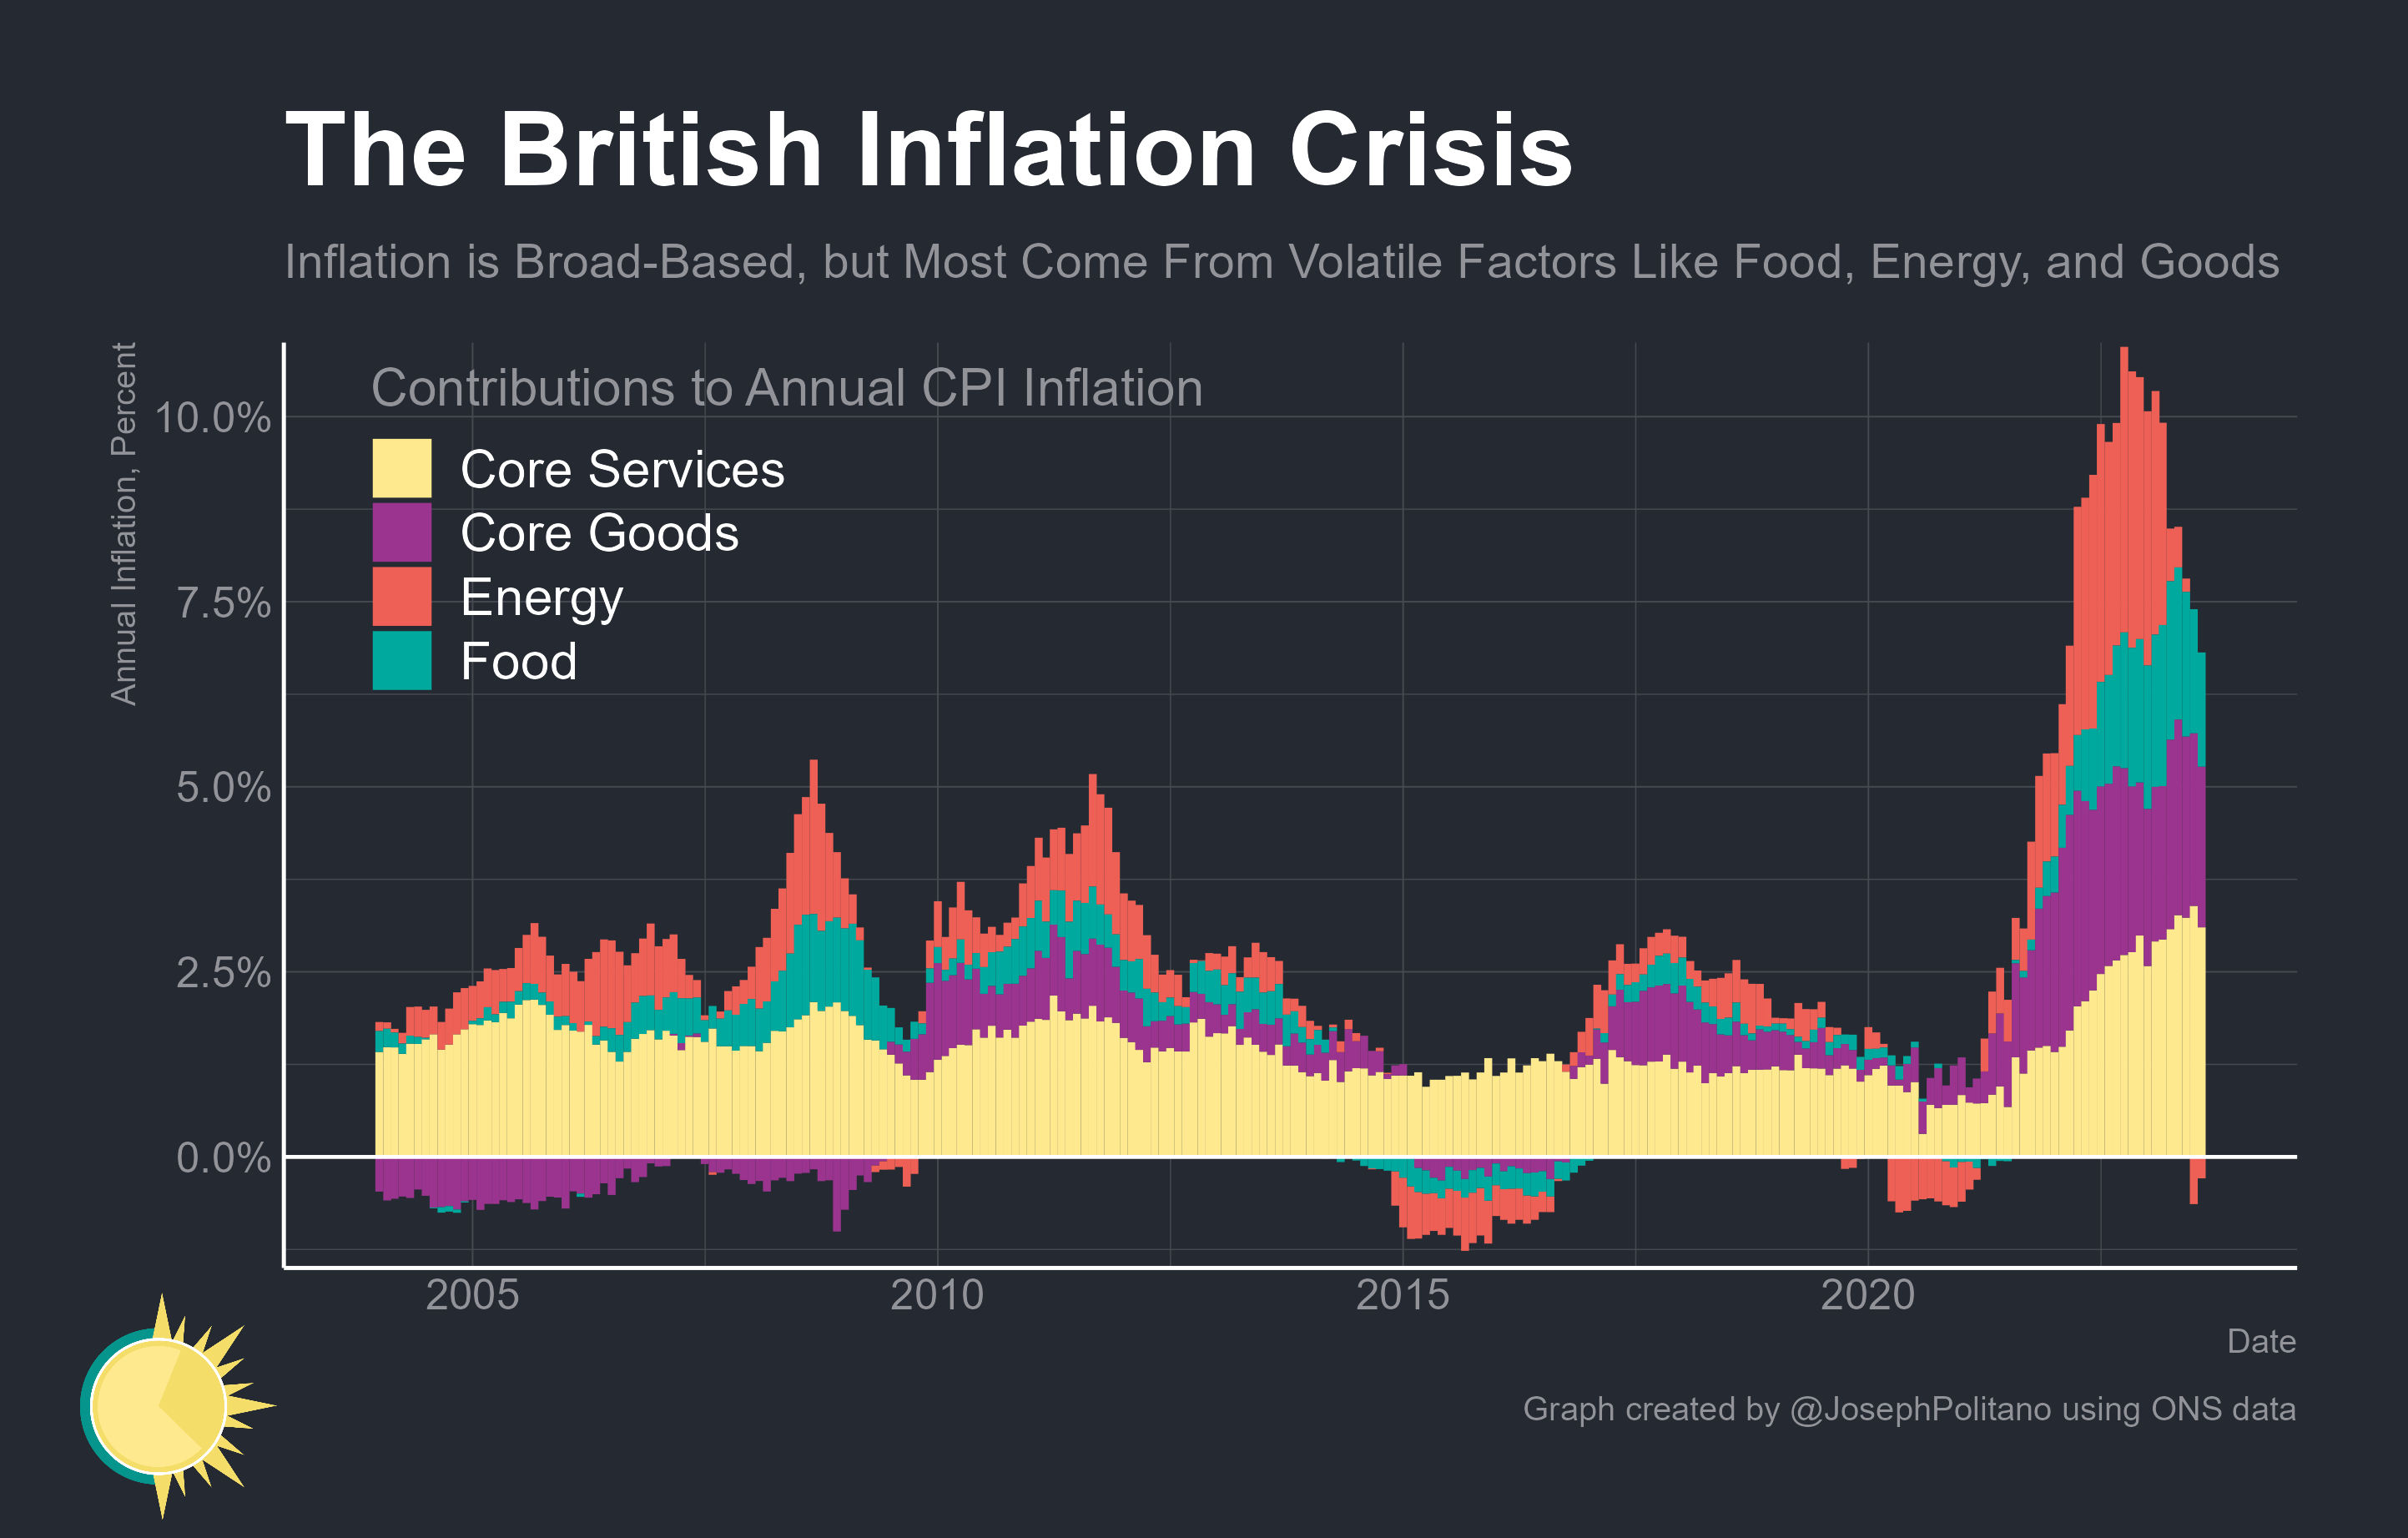 The British Inflation Crisis
Inflation is Broad-Based, but Most Come From Volatile Factors Like Food, Energy, and Goods
Annual Inflation, Percent
Contributions to Annual CPI Inflation
Core Services
Core Goods
Energy
Food
10.0%
7.5%
5.0%
2.5%
0.0%
2005 2010 2015 2020
Date
Graph created by @JosephPolitano using ONS data